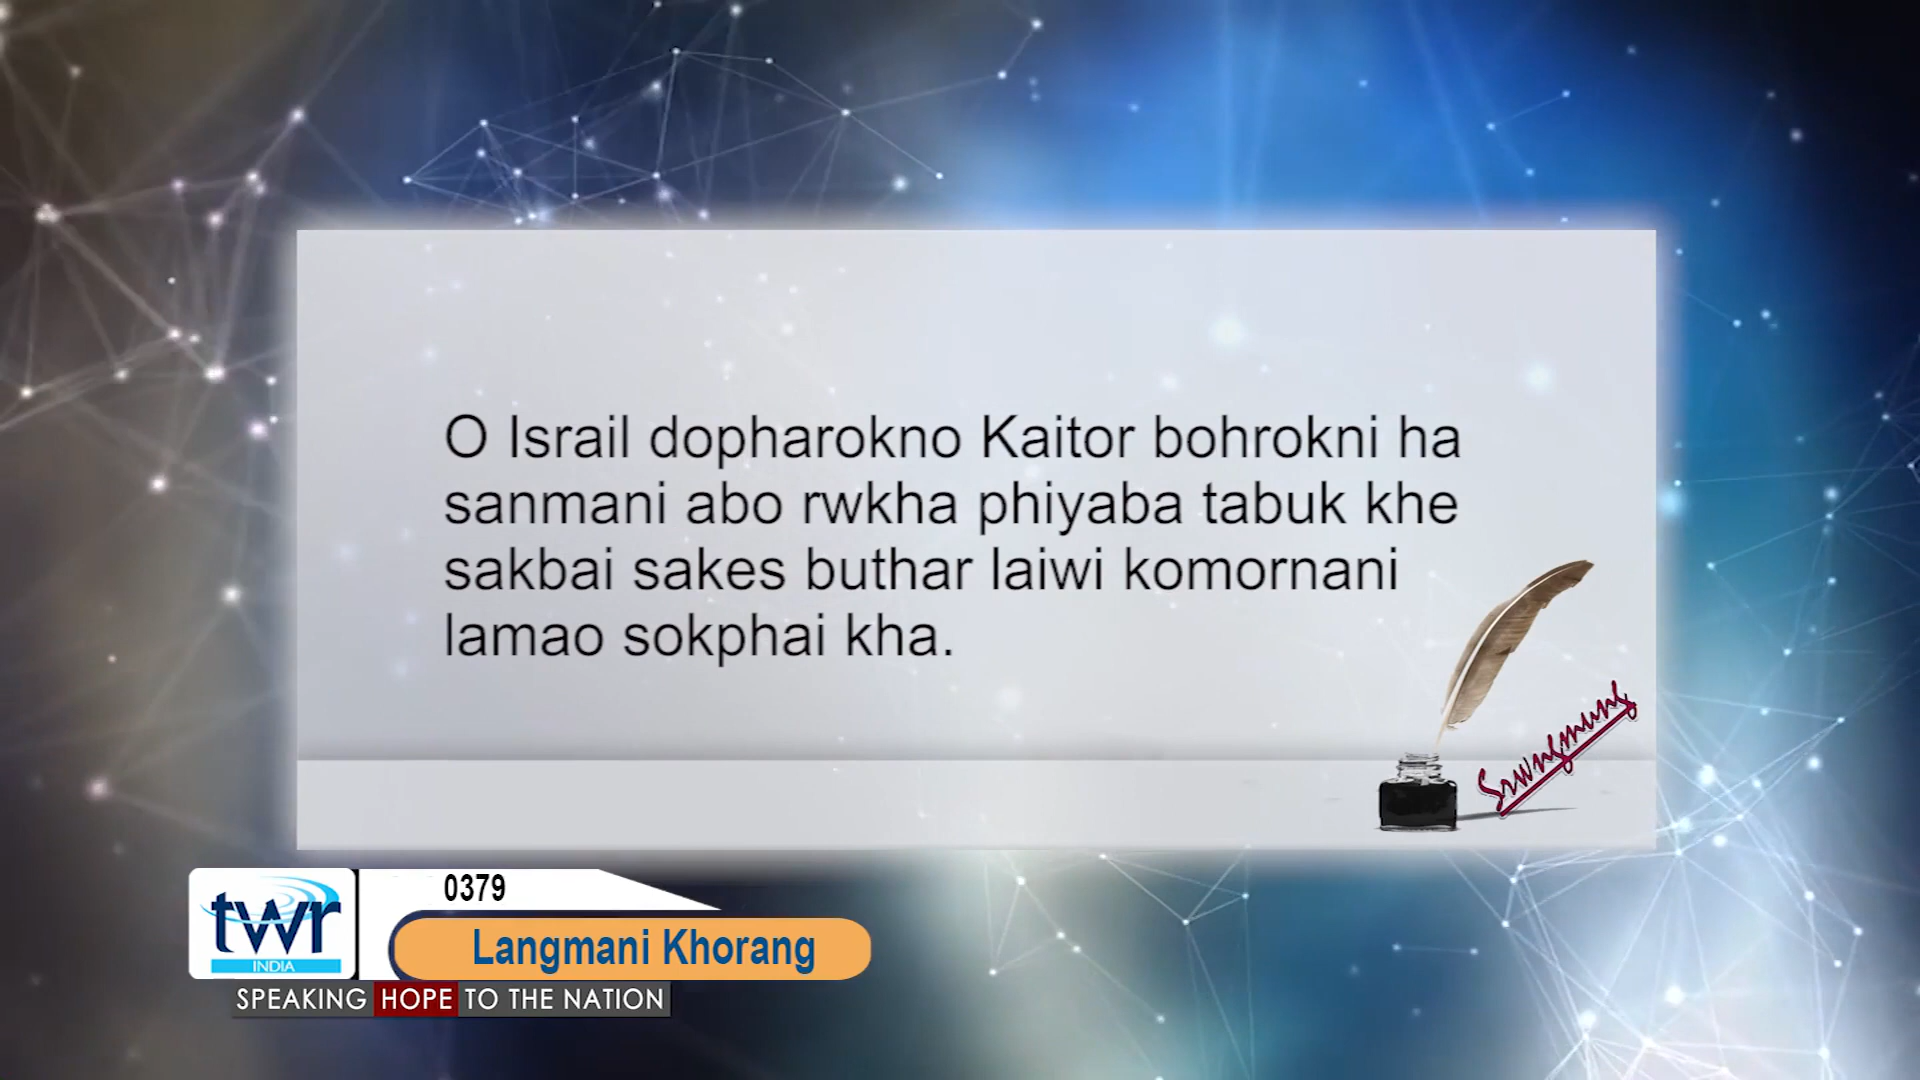 O Israil dopharokno Kaitor bohrokni ha
sanmani abo rwkha phiyaba tabuk khe
sakbai sakes buthar laiwi komornani
lamao sokphai kha.
Srwngmung
0379
twr
INDIA
Langmani Khorang
SPEAKING HOPE TO THE NATION